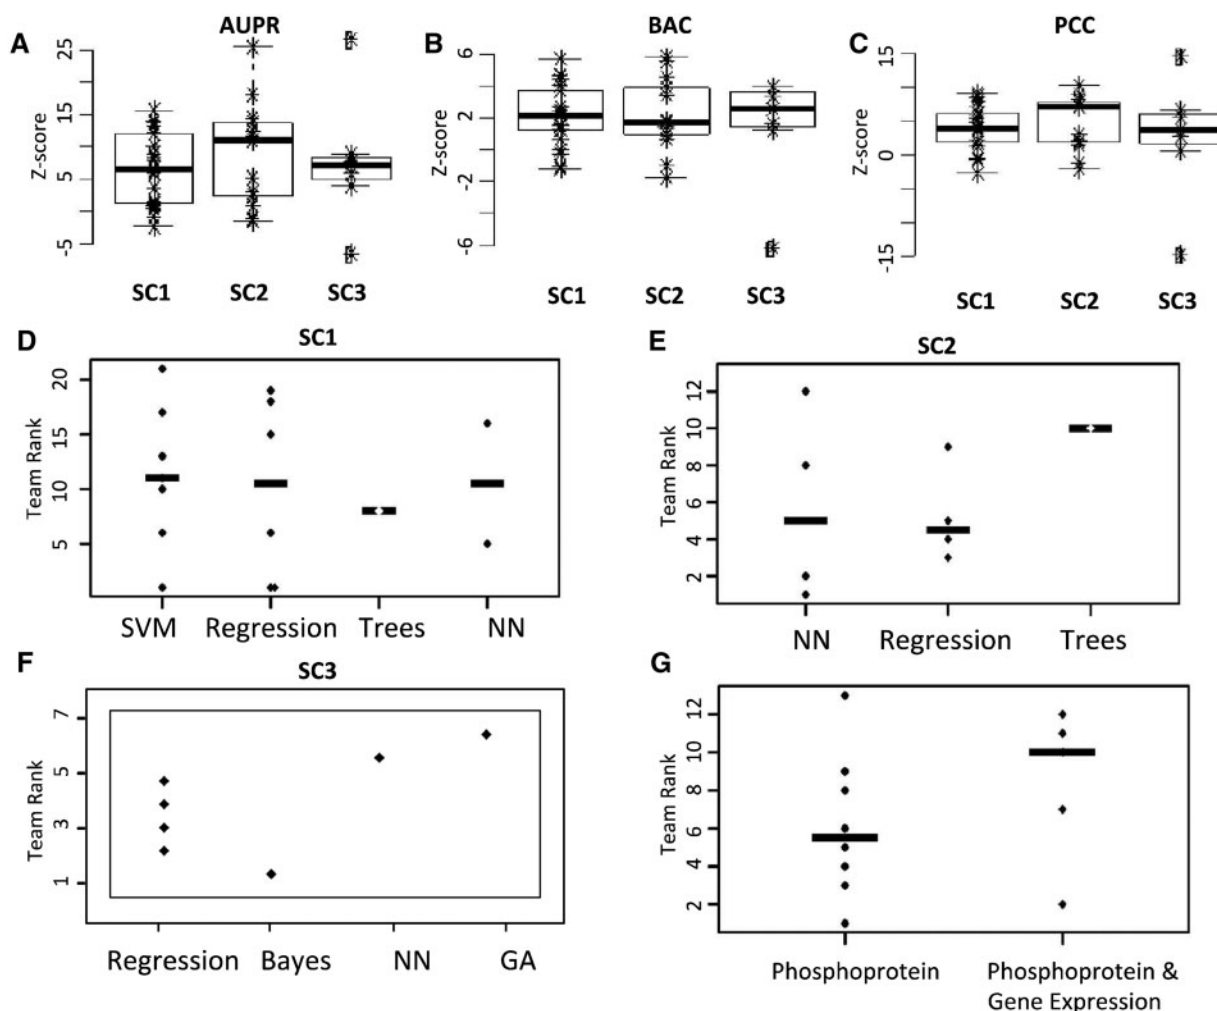 A
AUPR
Z-score
25
15
5
-5
SC1
SC2
SC3
B
BAC
Z-score
6
2
-2
-6
SC1
SC2
SC3
C
PCC
Z-score
15
0
-15
SC1
SC2
SC3
D
SC1
Team Rank
20
15
10
5
SVM
Regression
Trees
NN
E
SC2
Team Rank
12
10
8
6
4
2
NN
Regression
Trees
F
SC3
Team Rank
7
5
3
1
Regression
Bayes
NN
GA
G
Team Rank
12
10
8
6
4
2
Phosphoprotein
Phosphoprotein &
Gene Expression